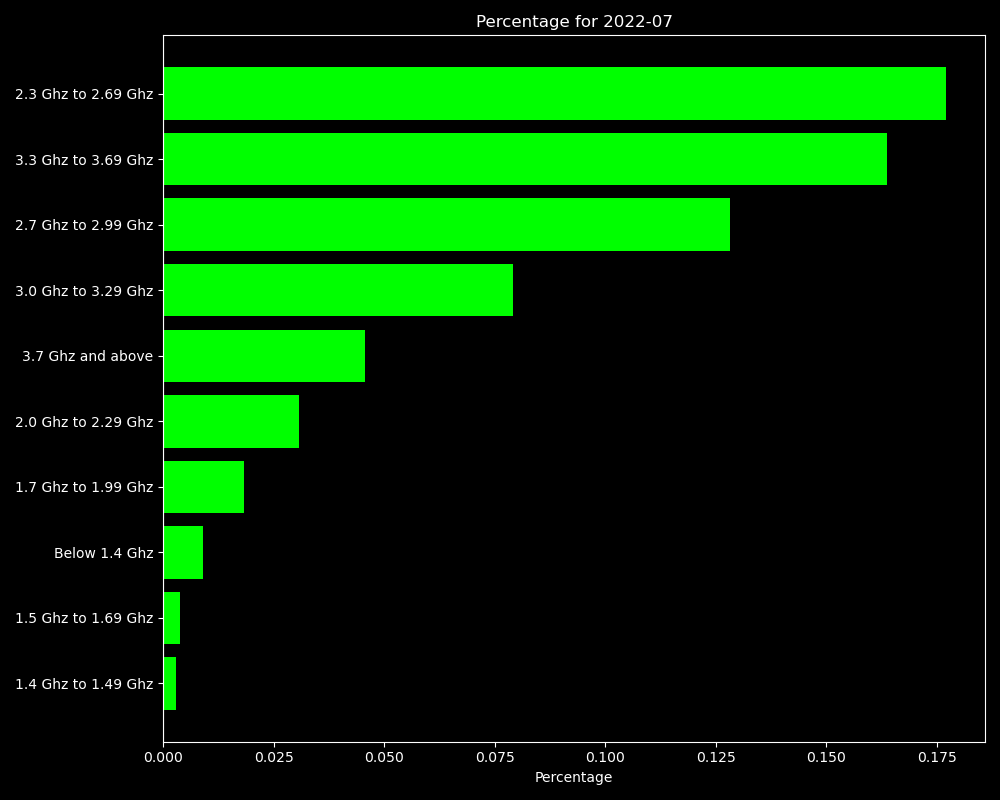 Percentage for 2022-07
2.3 Ghz to 2.69 Ghz
3.3 Ghz to 3.69 Ghz
2.7 Ghz to 2.99 Ghz
3.0 Ghz to 3.29 Ghz
3.7 Ghz and above
2.0 Ghz to 2.29 Ghz
1.7 Ghz to 1.99 Ghz
Below 1.4 Ghz
1.5 Ghz to 1.69 Ghz
1.4 Ghz to 1.49 Ghz
0.000 0.025 0.050 0.075 0.100 0.125 0.150 0.175
Percentage